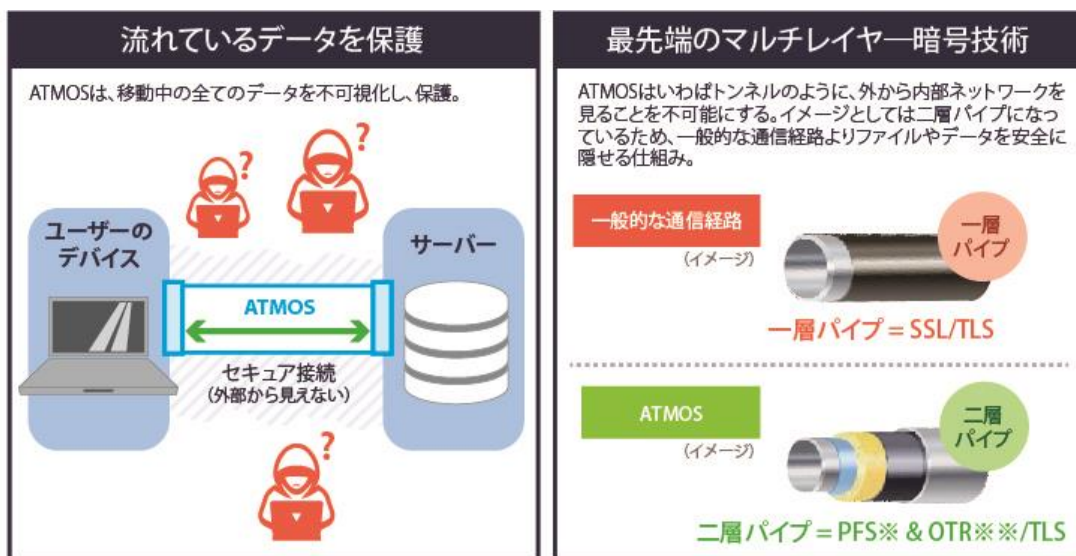 流れているデータを保護
ATMOSは、移動中の全てのデータを不可視化し、保護。
?
?
ユーザーの
デバイス
サーバー
ATMOS
セキュア接続
(外部から見えない)
?
最先端のマルチレイヤ―暗号技術
ATMOSはいわばトンネルのように、外から内部ネットワークを
見ることを不可能にする。イメージとしては二層パイプになっ
ているため、一般的な通信経路よりファイルやデータを安全に
隠せる仕組み。
一般的な通信経路
(イメージ)
一層
パイプ
一層パイプ = SSL/TLS
ATMOS
(イメージ)
二層
パイプ
二層パイプ = PFS※ & OTR※※/TLS